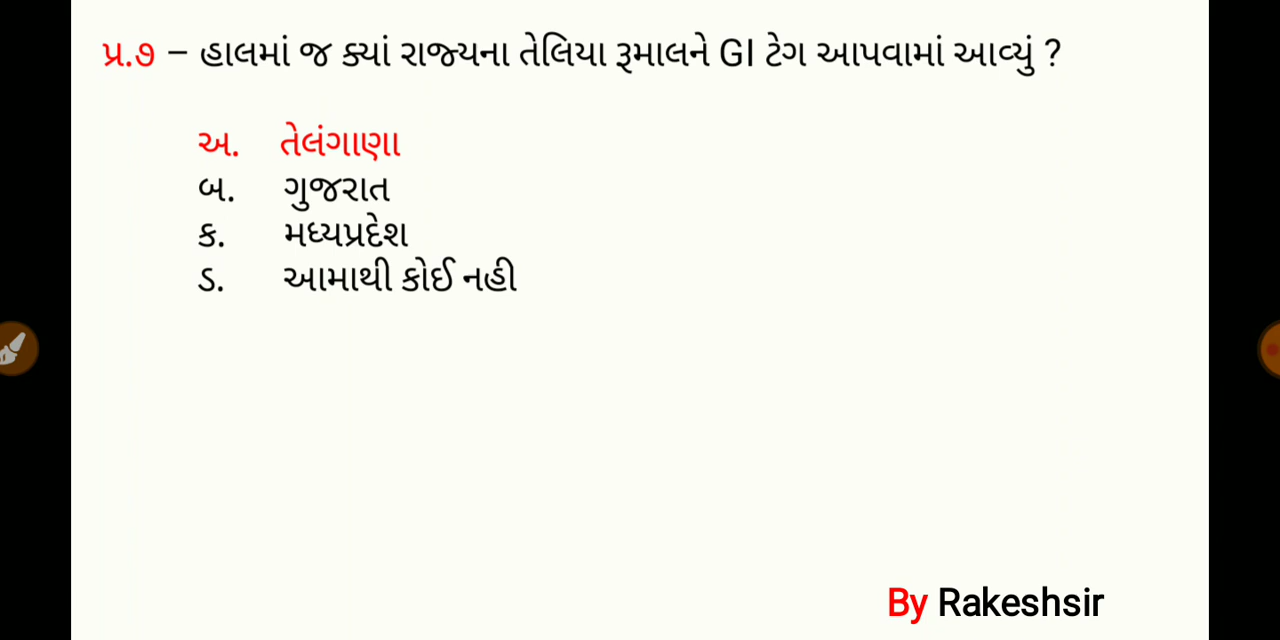 પ્ર.૭ – હાલમાં જ ક્યાં રાજ્યના તેલિયા રૂમાલને GI ટેગ આપવામાં આવ્યું ?
અ. તેલંગાણા
બ. ગુજરાત
ક. મધ્યપ્રદેશ
ડ. આમાથી કોઈ નહી
By Rakeshsir